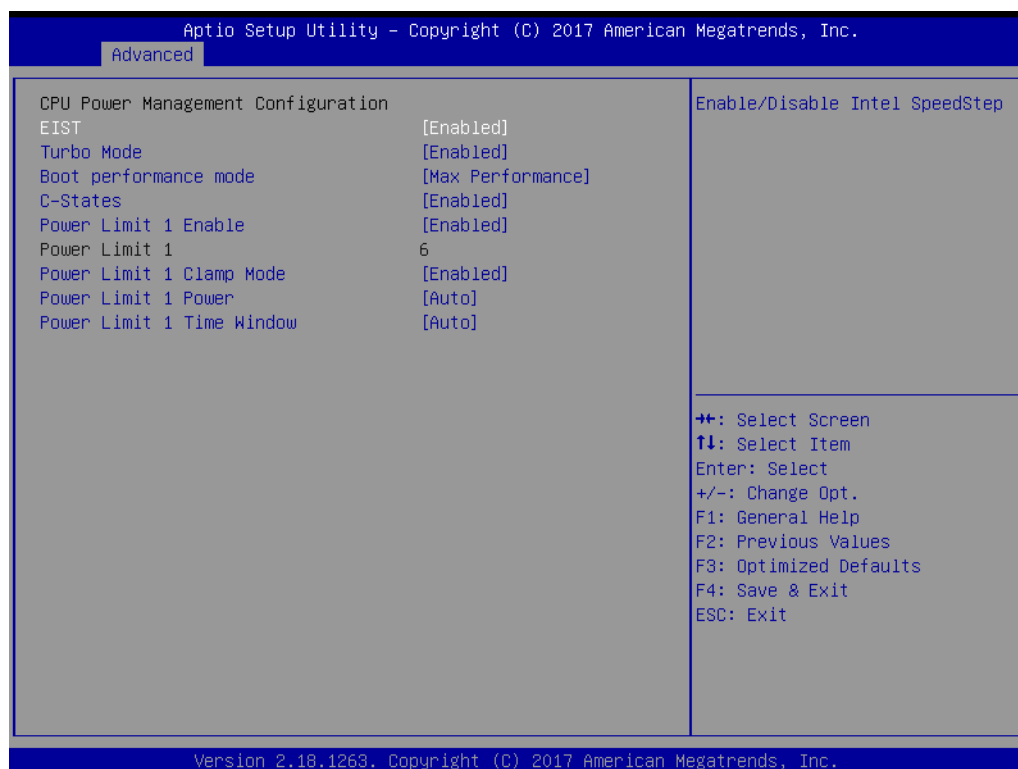 Aptio Setup Utility – Copyright (C) 2017 American Megatrends, Inc.
Advanced
CPU Power Management Configuration
EIST [Enabled]
Turbo Mode [Enabled]
Boot performance mode [Max Performance]
C-States [Enabled]
Power Limit 1 Enable [Enabled]
Power Limit 1 6
Power Limit 1 Clamp Mode [Enabled]
Power Limit 1 Power [Auto]
Power Limit 1 Time Window [Auto]
Enable/Disable Intel SpeedStep
→←: Select Screen
↑↓: Select Item
Enter: Select
+/-: Change Opt.
F1: General Help
F2: Previous Values
F3: Optimized Defaults
F4: Save & Exit
ESC: Exit
Version 2.18.1263. Copyright (C) 2017 American Megatrends, Inc.